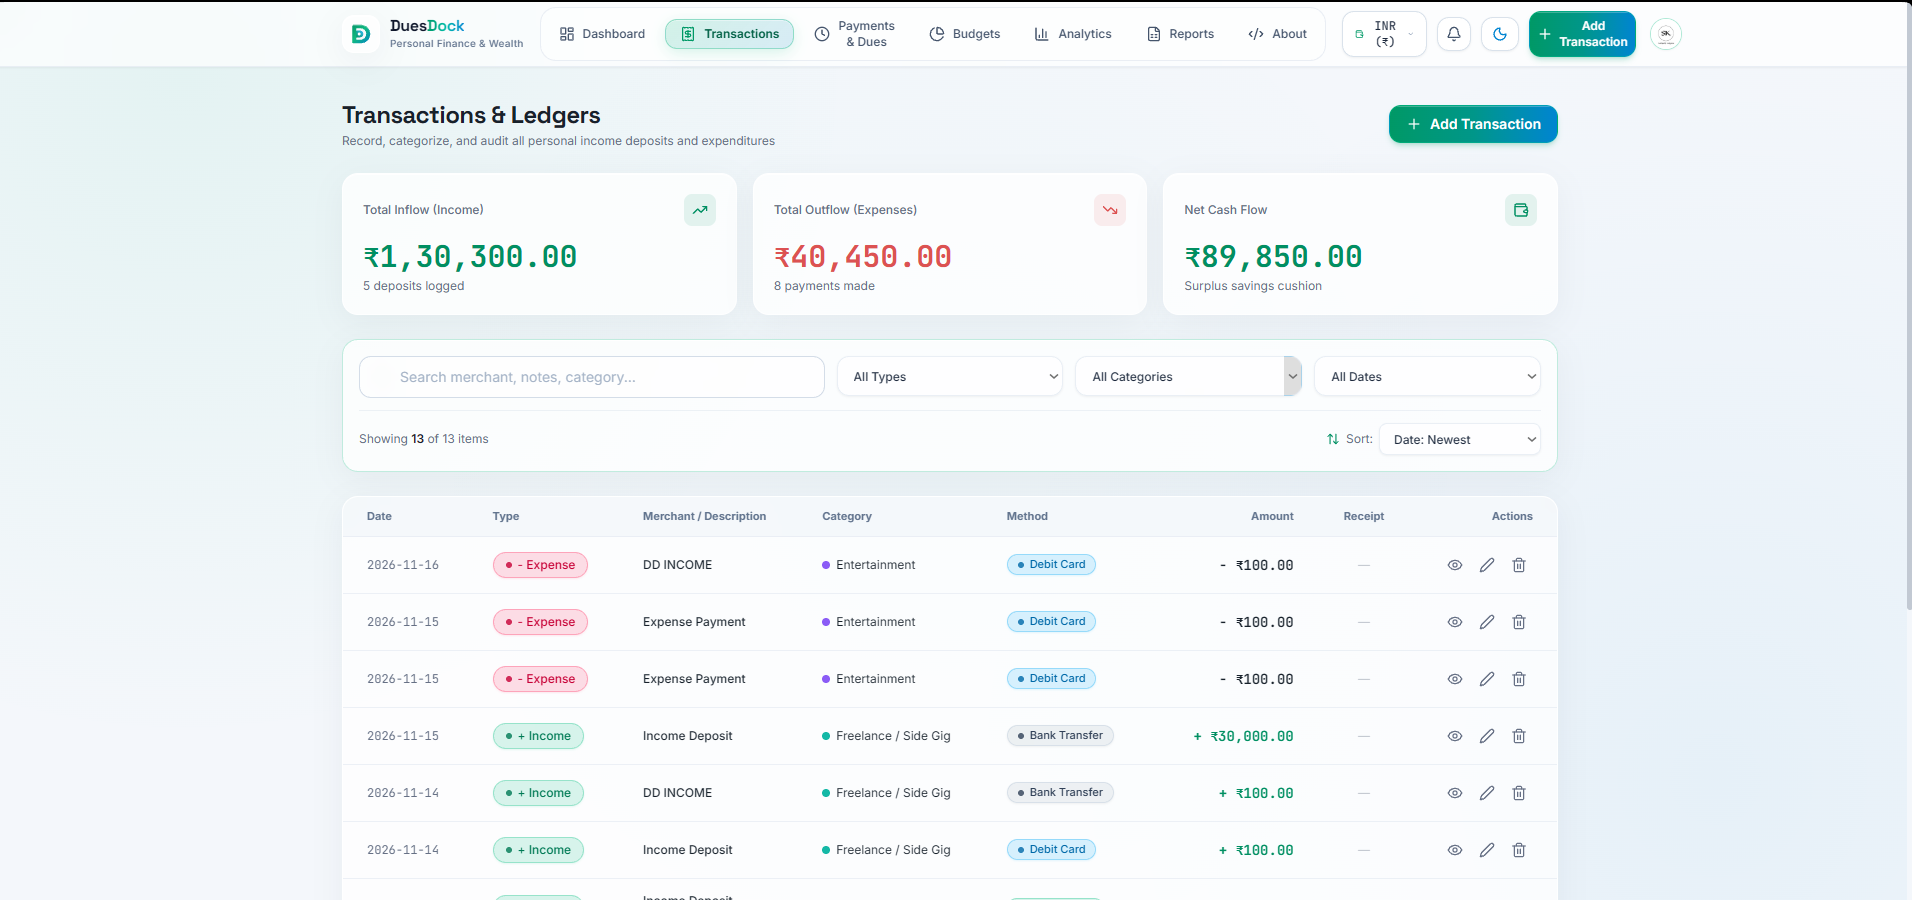 DuesDock
Personal Finance & Wealth
Dashboard
Transactions
Payments
& Dues
Budgets
Analytics
Reports
About
INR
(₹)
Add
Transaction
SK
Transactions & Ledgers
Record, categorize, and audit all personal income deposits and expenditures
Add Transaction
Total Inflow (Income)
₹1,30,300.00
5 deposits logged
Total Outflow (Expenses)
₹40,450.00
8 payments made
Net Cash Flow
₹89,850.00
Surplus savings cushion
Search merchant, notes, category...
All Types
All Categories
All Dates
Showing 13 of 13 items
Sort:
Date: Newest
Date Type Merchant / Description Category Method Amount Receipt Actions
2026-11-16 - Expense DD INCOME Entertainment Debit Card - ₹100.00 —
2026-11-15 - Expense Expense Payment Entertainment Debit Card - ₹100.00 —
2026-11-15 - Expense Expense Payment Entertainment Debit Card - ₹100.00 —
2026-11-15 + Income Income Deposit Freelance / Side Gig Bank Transfer + ₹30,000.00 —
2026-11-14 + Income DD INCOME Freelance / Side Gig Bank Transfer + ₹100.00 —
2026-11-14 + Income Income Deposit Freelance / Side Gig Debit Card + ₹100.00 —
Income Deposit